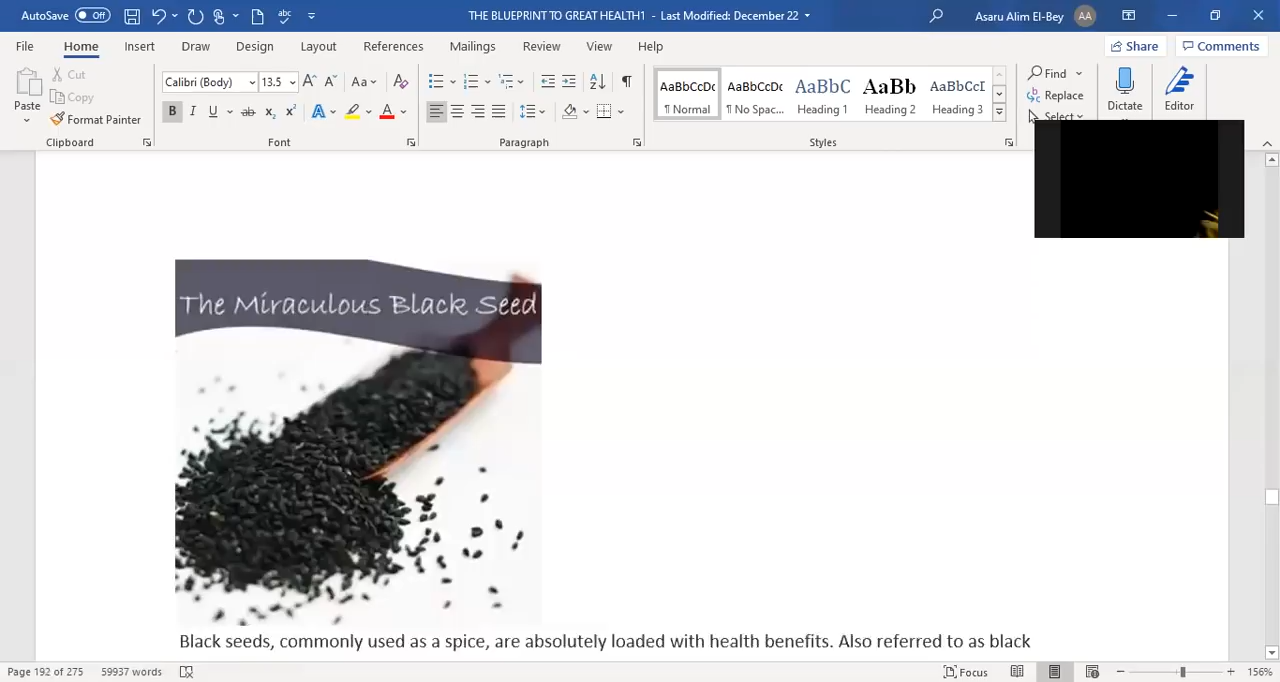 AutoSave Off THE BLUEPRINT TO GREAT HEALTH1 - Last Modified: December 22 Asaru Alim El-Bey AA
File Home Insert Draw Design Layout References Mailings Review View Help Share Comments
Paste
Cut
Copy
Format Painter
Clipboard
Calibri (Body) 13.5
Font
Paragraph
AaBbCcDc AaBbCcDc AaBbC AaBb AaBbCcI
¶ Normal ¶ No Spac... Heading 1 Heading 2 Heading 3
Styles
Find
Replace
Select
Dictate
Editor
The Miraculous Black Seed
Black seeds, commonly used as a spice, are absolutely loaded with health benefits. Also referred to as black
Page 192 of 275 59937 words Focus 156%